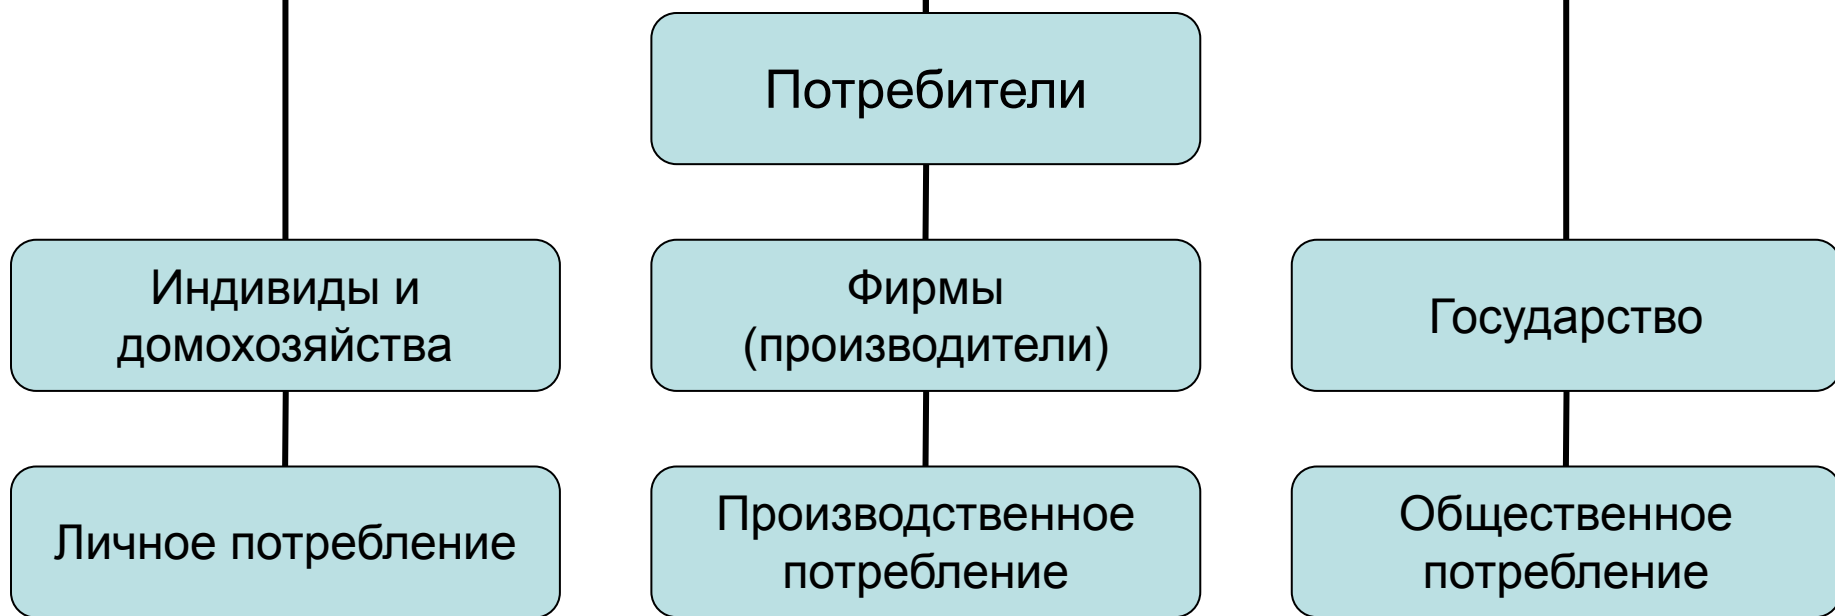 Потребители
Индивиды и
домохозяйства
Фирмы
(производители)
Государство
Личное потребление
Производственное
потребление
Общественное
потребление